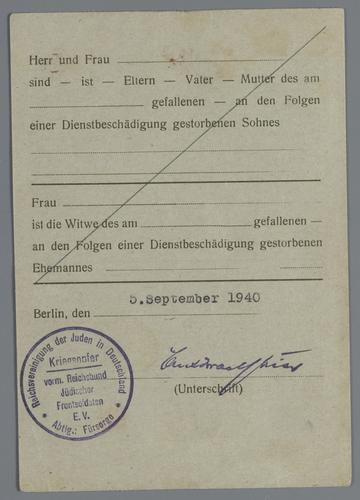 Herr und Frau
sind — ist — Eltern — Vater — Mutter des am
gefallenen — an den Folgen
einer Dienstbeschädigung gestorbenen Sohnes
Frau
ist die Witwe des am gefallenen —
an den Folgen einer Dienstbeschädigung gestorbenen
Ehemannes
5.September 1940
Berlin, den
(Unterschrift)
Reichsvereinigung der Juden in Deutschland
Kriegsopfer
vorm. Reichsbund
Jüdischer
Frontsoldaten
E.V.
Abtlg.: Fürsorge